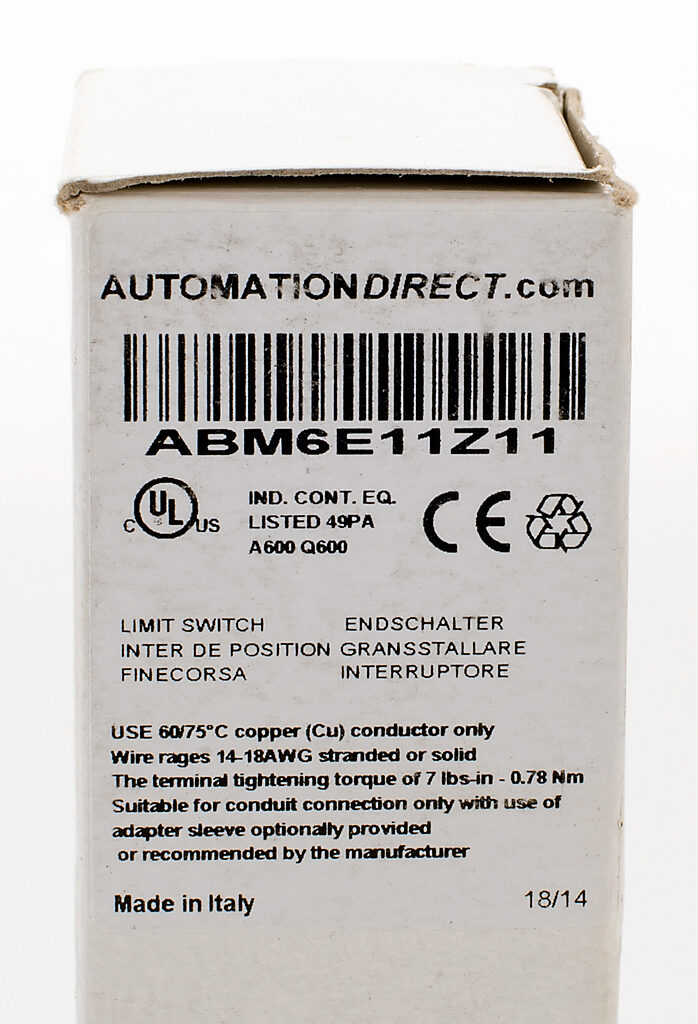 AUTOMATIONDIRECT.com
ABM6E11Z11
C UL US
IND. CONT. EQ.
LISTED 49PA
A600 Q600
CE
LIMIT SWITCH ENDSCHALTER
INTER DE POSITION GRANSSTALLARE
FINECORSA INTERRUPTORE
USE 60/75°C copper (Cu) conductor only
Wire rages 14-18AWG stranded or solid
The terminal tightening torque of 7 lbs-in - 0.78 Nm
Suitable for conduit connection only with use of
adapter sleeve optionally provided
or recommended by the manufacturer
Made in Italy 18/14